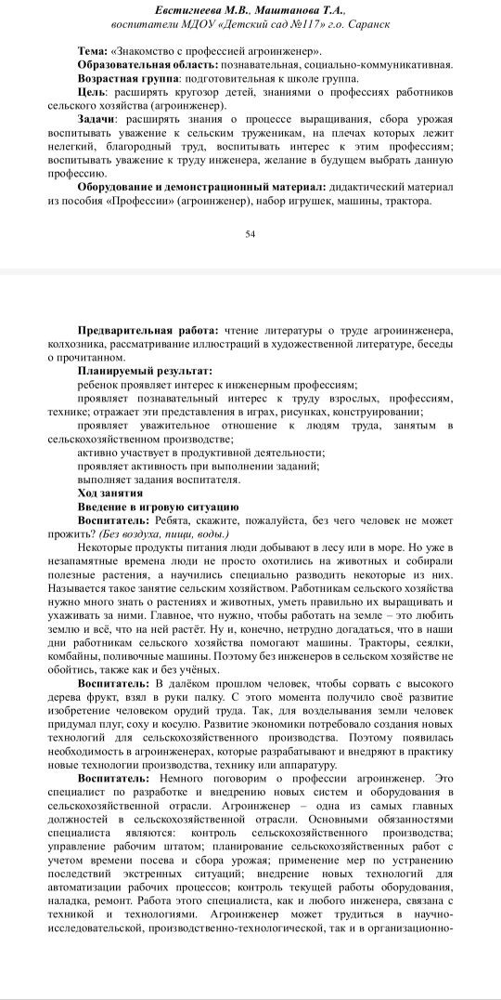 Евстигнеева М.В., Маштанова Т.А.,
воспитатели МДОУ «Детский сад №117» г.о. Саранск
Тема: «Знакомство с профессией агроинженер».
Образовательная область: познавательная, социально-коммуникативная.
Возрастная группа: подготовительная к школе группа.
Цель: расширять кругозор детей, знаниями о профессиях работников
сельского хозяйства (агроинженер).
Задачи: расширять знания о процессе выращивания, сбора урожая
воспитывать уважение к сельским труженикам, на плечах которых лежит
нелегкий, благородный труд, воспитывать интерес к этим профессиям;
воспитывать уважение к труду инженера, желание в будущем выбрать данную
профессию.
Оборудование и демонстрационный материал: дидактический материал
из пособия «Профессии» (агроинженер), набор игрушек, машины, трактора.
54
Предварительная работа: чтение литературы о труде агроиинженера,
колхозника, рассматривание иллюстраций в художественной литературе, беседы
о прочитанном.
Планируемый результат:
ребенок проявляет интерес к инженерным профессиям;
проявляет познавательный интерес к труду взрослых, профессиям,
технике; отражает эти представления в играх, рисунках, конструировании;
проявляет уважительное отношение к людям труда, занятым в
сельскохозяйственном производстве;
активно участвует в продуктивной деятельности;
проявляет активность при выполнении заданий;
выполняет задания воспитателя.
Ход занятия
Введение в игровую ситуацию
Воспитатель: Ребята, скажите, пожалуйста, без чего человек не может
прожить? (Без воздуха, пищи, воды.)
Некоторые продукты питания люди добывают в лесу или в море. Но уже в
незапамятные времена люди не просто охотились на животных и собирали
полезные растения, а научились специально разводить некоторые из них.
Называется такое занятие сельским хозяйством. Работникам сельского хозяйства
нужно много знать о растениях и животных, уметь правильно их выращивать и
ухаживать за ними. Главное, что нужно, чтобы работать на земле – это любить
землю и всё, что на ней растёт. Ну и, конечно, нетрудно догадаться, что в наши
дни работникам сельского хозяйства помогают машины. Тракторы, сеялки,
комбайны, поливочные машины. Поэтому без инженеров в сельском хозяйстве не
обойтись, также как и без учёных.
Воспитатель: В далёком прошлом человек, чтобы сорвать с высокого
дерева фрукт, взял в руки палку. С этого момента получило своё развитие
изобретение человеком орудий труда. Так, для возделывания земли человек
придумал плуг, соху и косулю. Развитие экономики потребовало создания новых
технологий для сельскохозяйственного производства. Поэтому появилась
необходимость в агроинженерах, которые разрабатывают и внедряют в практику
новые технологии производства, технику или аппаратуру.
Воспитатель: Немного поговорим о профессии агроинженер. Это
специалист по разработке и внедрению новых систем и оборудования в
сельскохозяйственной отрасли. Агроинженер – одна из самых главных
должностей в сельскохозяйственной отрасли. Основными обязанностями
специалиста являются: контроль сельскохозяйственного производства;
управление рабочим штатом; планирование сельскохозяйственных работ с
учетом времени посева и сбора урожая; применение мер по устранению
последствий экстренных ситуаций; внедрение новых технологий для
автоматизации рабочих процессов; контроль текущей работы оборудования,
наладка, ремонт. Работа этого специалиста, как и любого инженера, связана с
техникой и технологиями. Агроинженер может трудиться в научно-
исследовательской, производственно-технологической, так и в организационно-